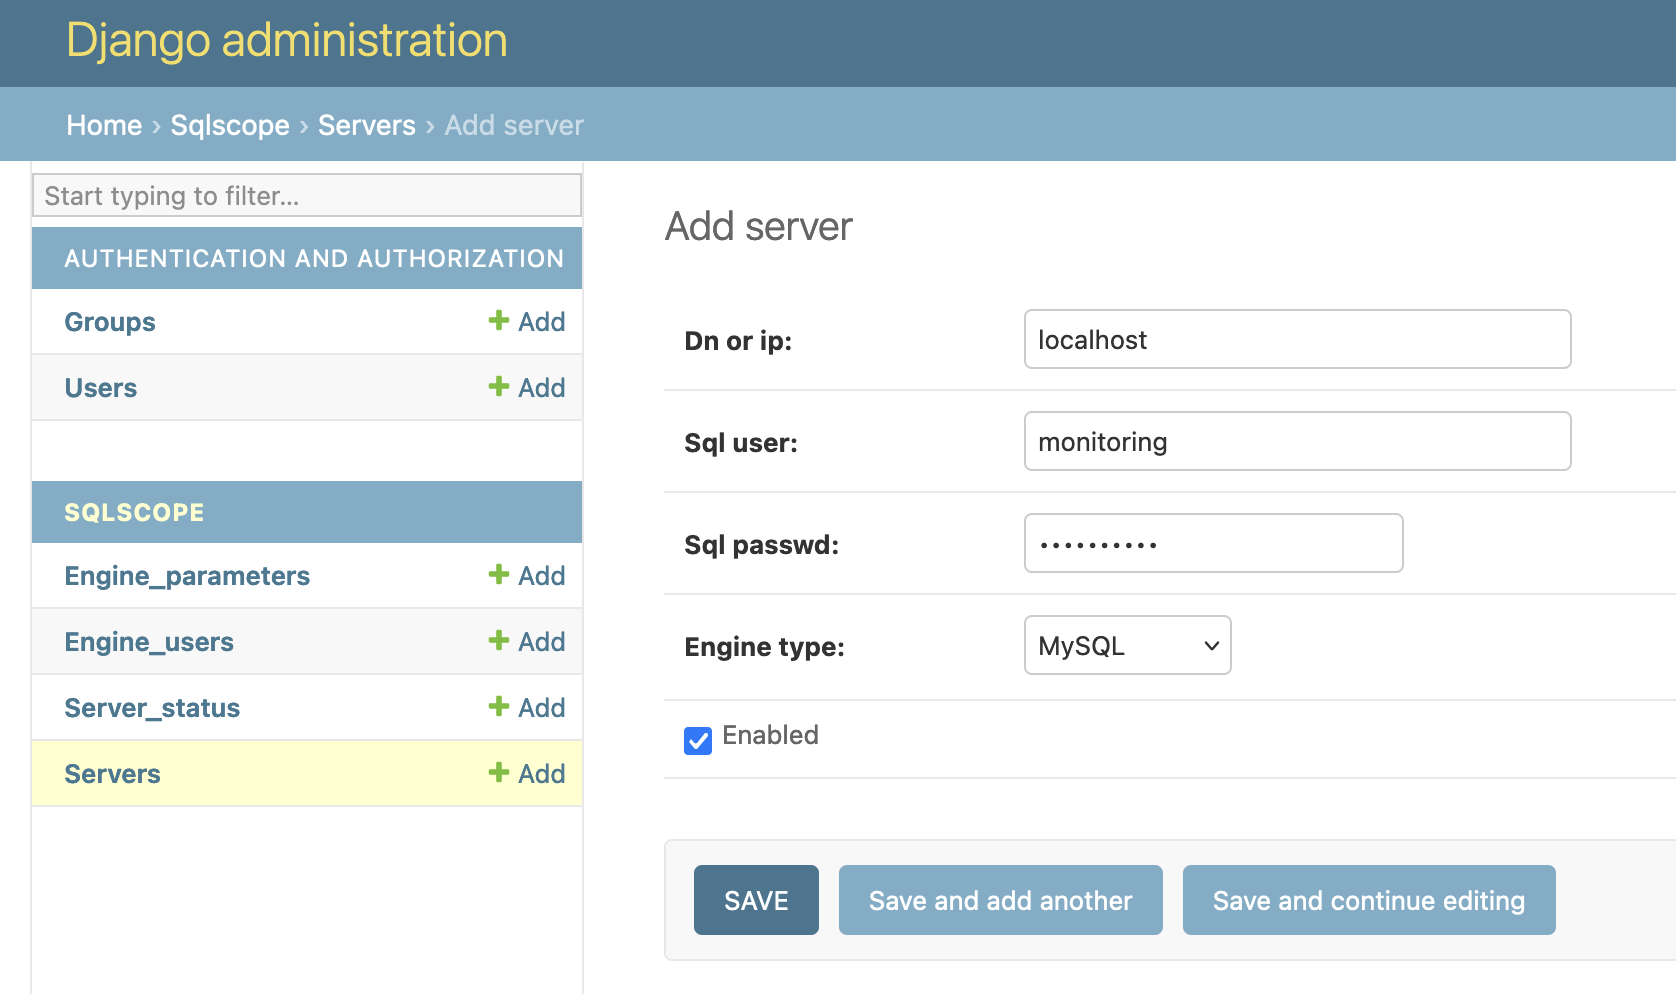 Django administration
Home › Sqlscope › Servers › Add server
Start typing to filter...
AUTHENTICATION AND AUTHORIZATION
Groups + Add
Users + Add
SQLSCOPE
Engine_parameters + Add
Engine_users + Add
Server_status + Add
Servers + Add
Add server
Dn or ip: localhost
Sql user: monitoring
Sql passwd: ••••••••••
Engine type: MySQL
Enabled
SAVE Save and add another Save and continue editing